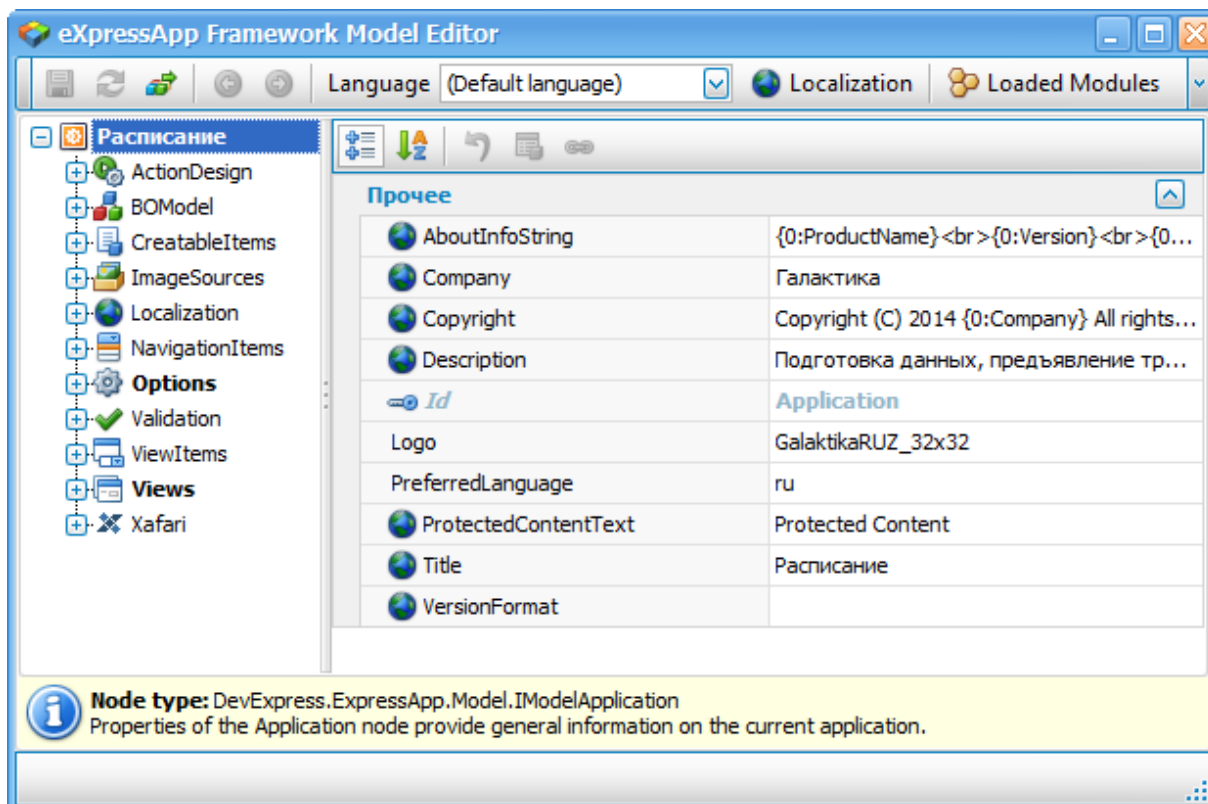 eXpressApp Framework Model Editor
Language (Default language) Localization Loaded Modules
Расписание
ActionDesign
BOModel
CreatableItems
ImageSources
Localization
NavigationItems
Options
Validation
ViewItems
Views
Xafari
Прочее
AboutInfoString {0:ProductName}<br>{0:Version}<br>{0...
Company Галактика
Copyright Copyright (C) 2014 {0:Company} All rights...
Description Подготовка данных, предъявление тр...
Id Application
Logo GalaktikaRUZ_32x32
PreferredLanguage ru
ProtectedContentText Protected Content
Title Расписание
VersionFormat
Node type: DevExpress.ExpressApp.Model.IModelApplication
Properties of the Application node provide general information on the current application.